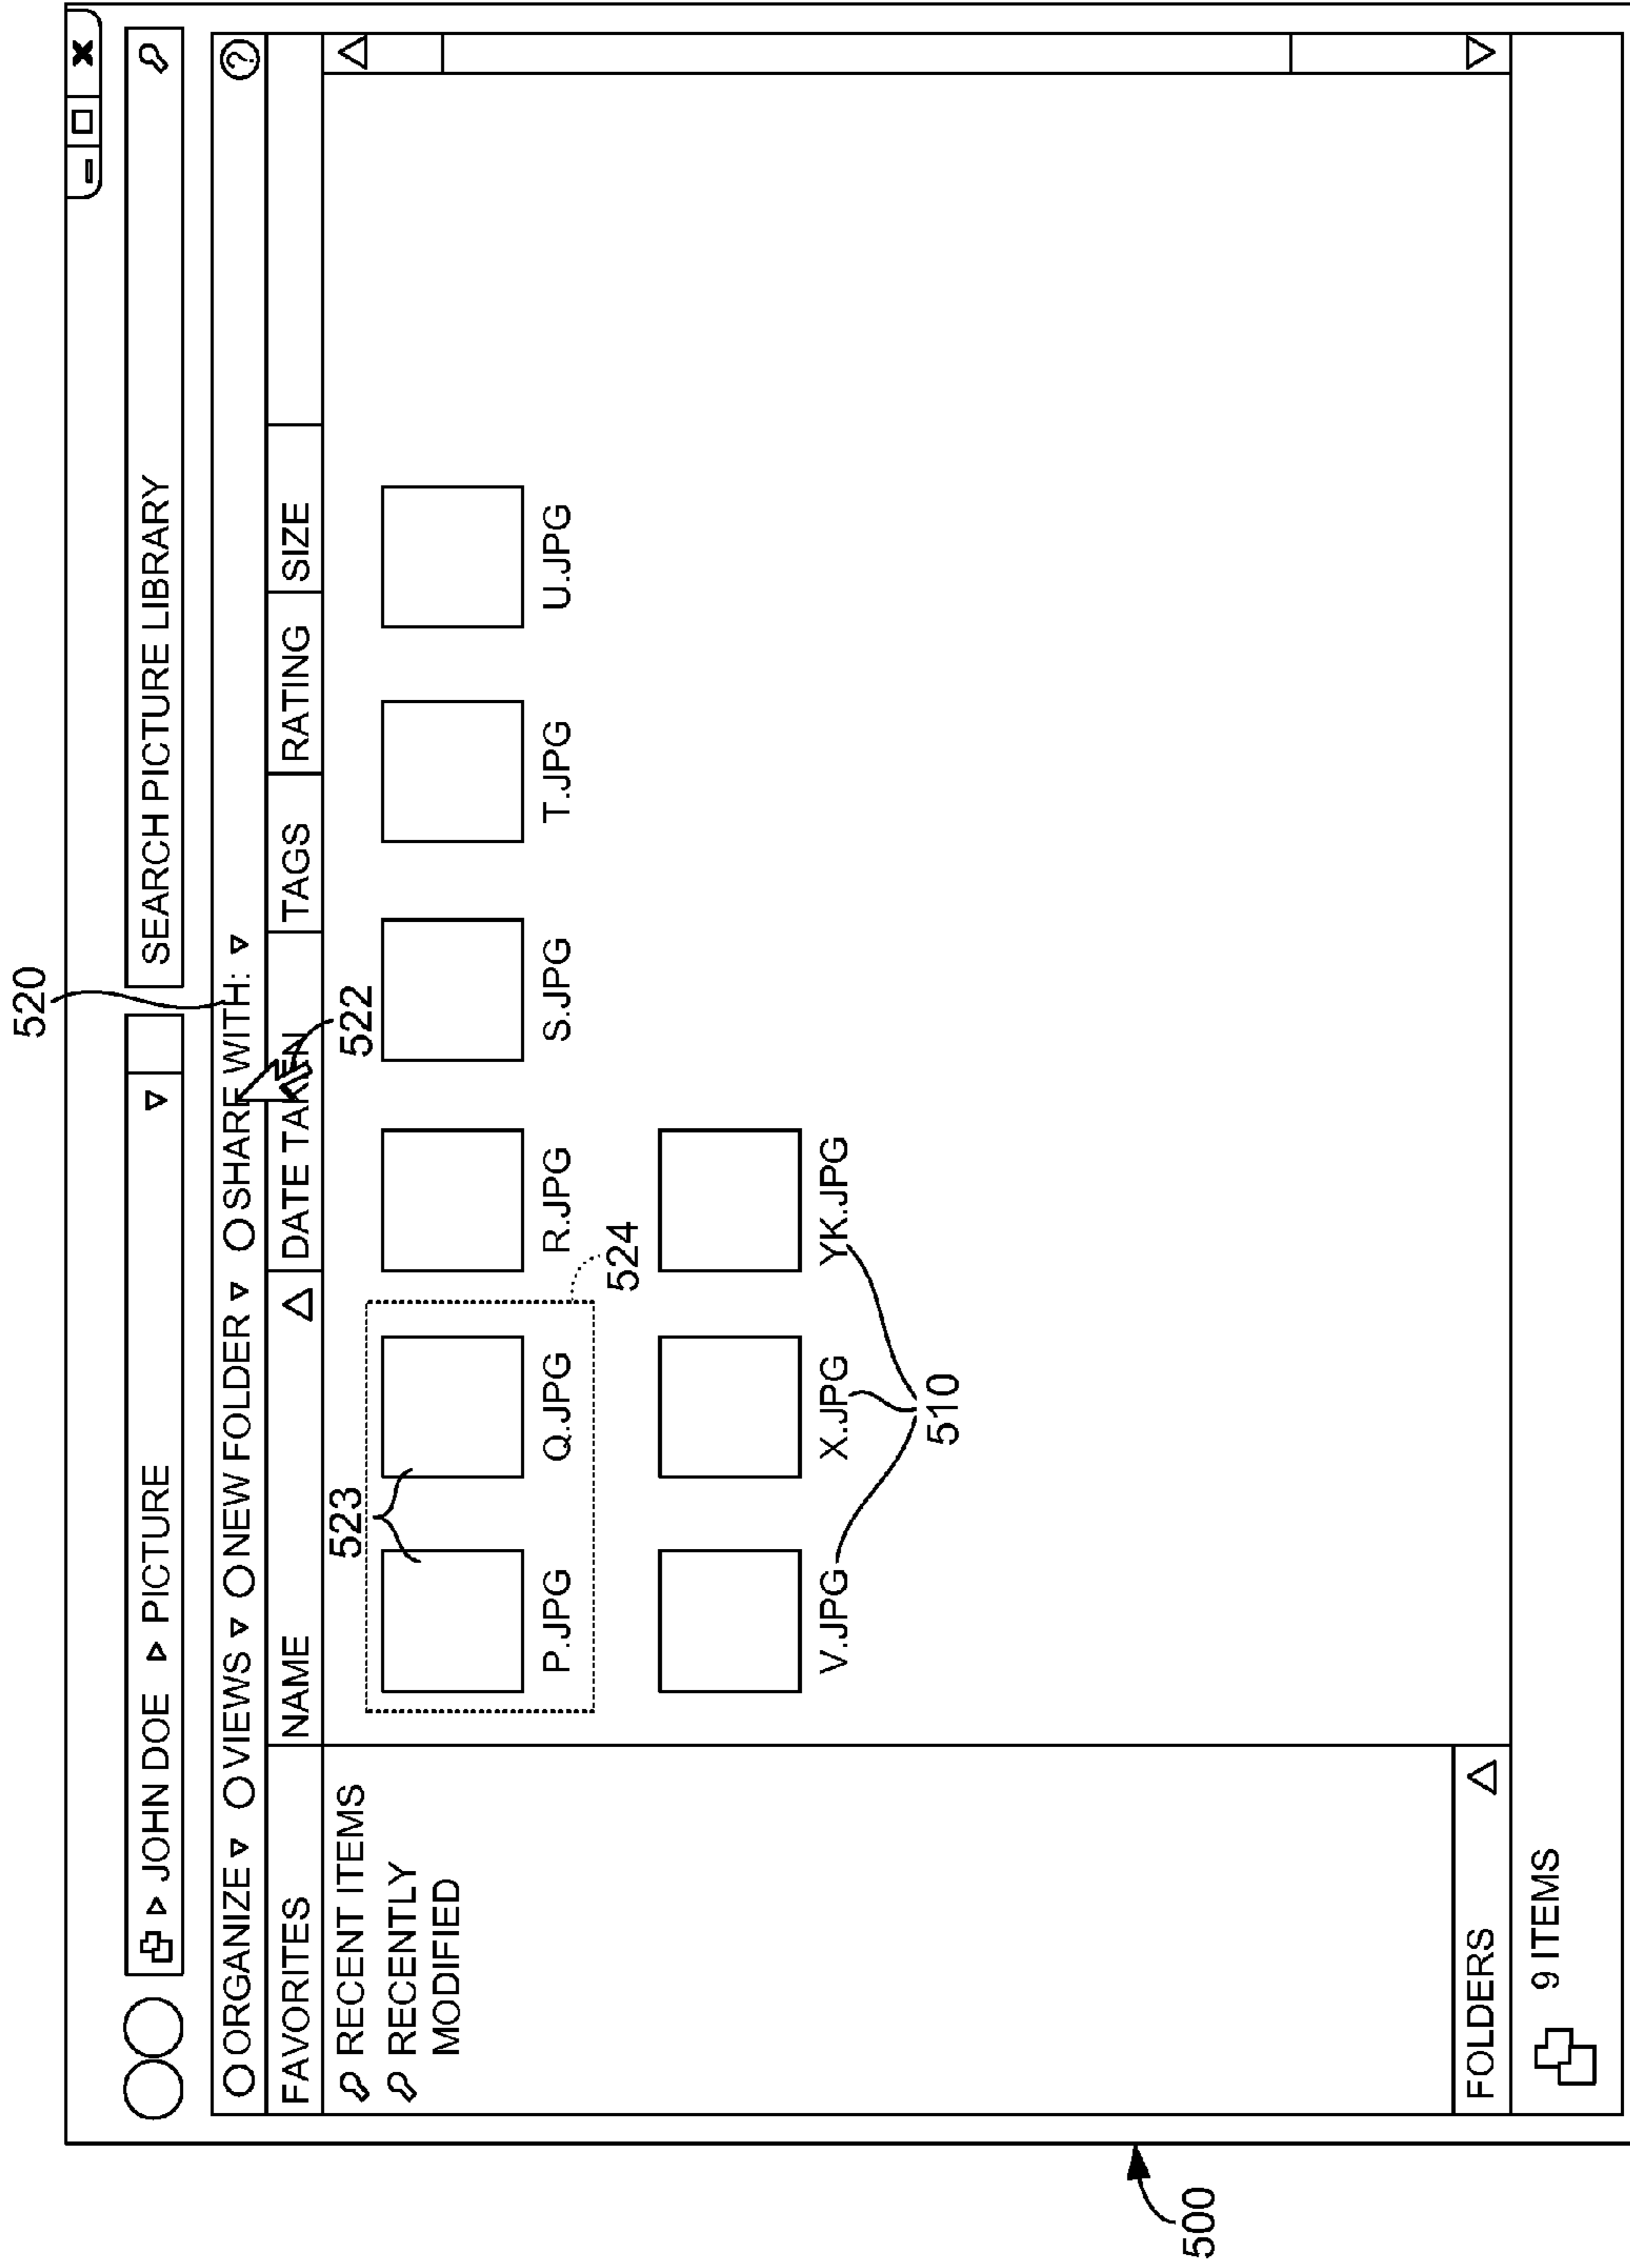 520
JOHN DOE PICTURE SEARCH PICTURE LIBRARY
ORGANIZE VIEWS NEW FOLDER SHARE WITH: ?
FAVORITES NAME DATE TAKEN TAGS RATING SIZE
RECENT ITEMS
RECENTLY
MODIFIED
523
522
P.JPG Q.JPG R.JPG S.JPG T.JPG U.JPG
524
V.JPG X.JPG YK.JPG
510
500
FOLDERS
9 ITEMS